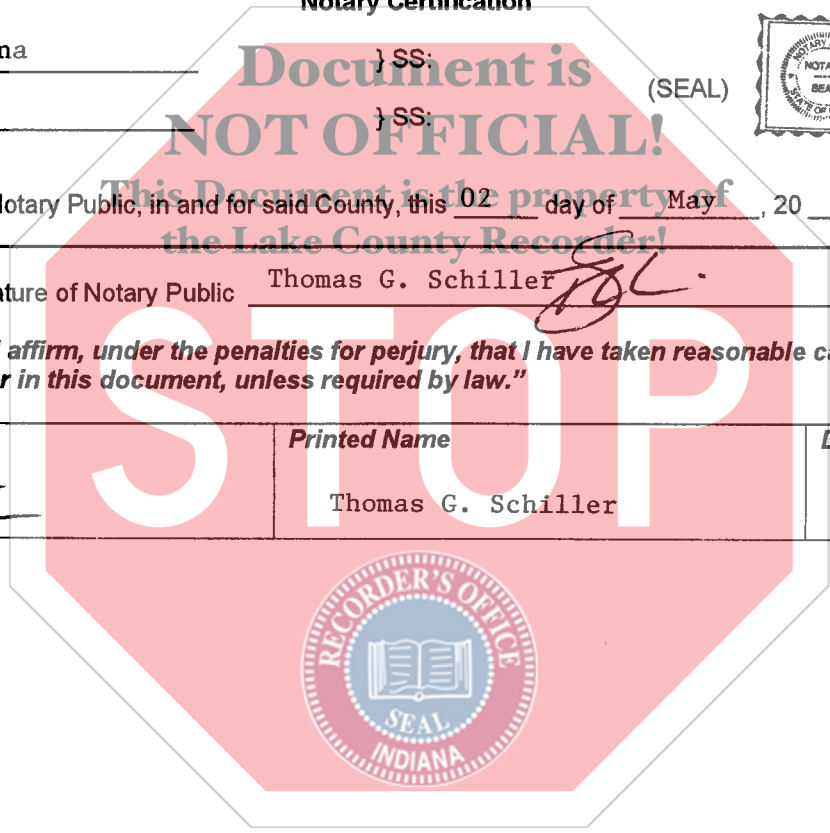 Notary Certification
na
} SS:
(SEAL)
} SS:
Document is
NOT OFFICIAL!
This Document is the property of
the Lake County Recorder!
otary Public, in and for said County, this 02 day of May, 20
ture of Notary Public Thomas G. Schiller
affirm, under the penalties for perjury, that I have taken reasonable ca
r in this document, unless required by law.”
Printed Name
Thomas G. Schiller
STOP
RECORDER'S OFFICE
SEAL
INDIANA